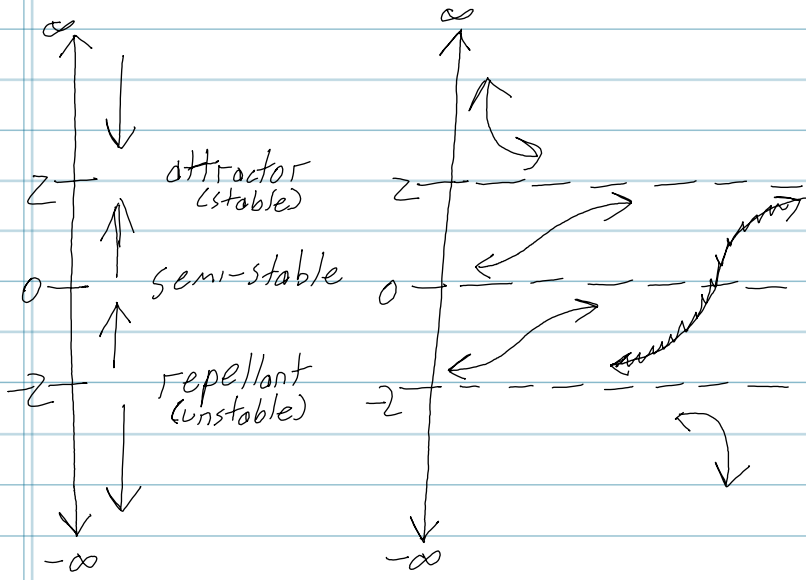 ∞ ∞
2 attractor 2
(stable)
0 semi-stable 0
-2 repellant -2
(unstable)
-∞ -∞